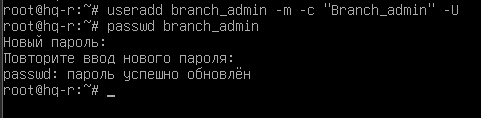 root@hq-r:~# useradd branch_admin -m -c "Branch_admin" -U
root@hq-r:~# passwd branch_admin
Новый пароль:
Повторите ввод нового пароля:
passwd: пароль успешно обновлён
root@hq-r:~# _